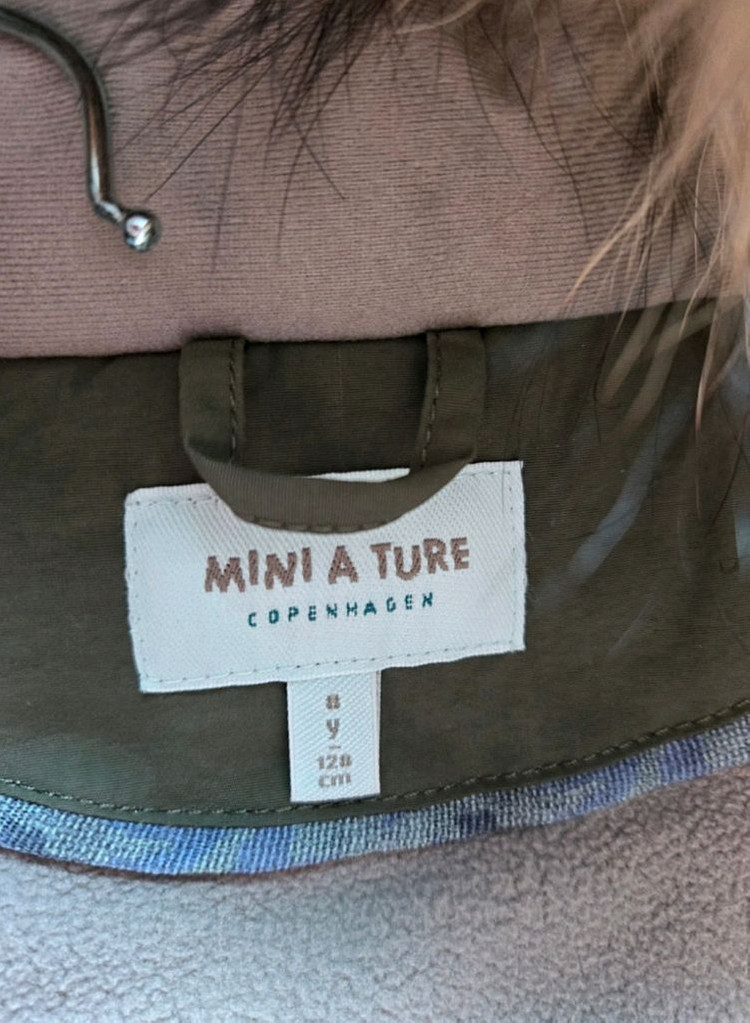 MINI A TURE
COPENHAGEN
8
y
-
128
cm